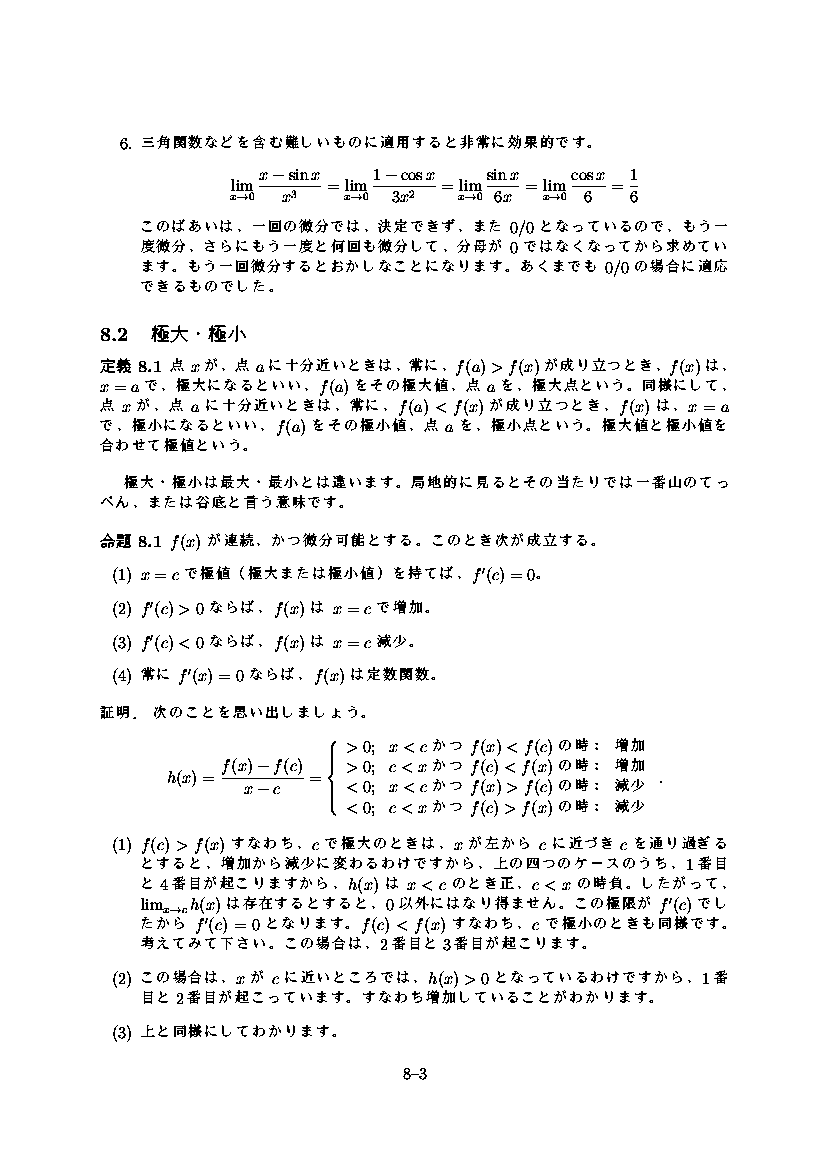 6. 三角関数などを含む難しいものに適用すると非常に効果的です。
lim_{x→0} (x − sin x)/x³ = lim_{x→0} (1 − cos x)/3x² = lim_{x→0} sin x/6x = lim_{x→0} cos x/6 = 1/6
このばあいは、一回の微分では、決定できず、また 0/0 となっているので、もう一
度微分、さらにもう一度と何回も微分して、分母が 0 ではなくなってから求めてい
ます。もう一回微分するとおかしなことになります。あくまでも 0/0 の場合に適応
できるものでした。
8.2 極大・極小
定義 8.1 点 x が、点 a に十分近いときは、常に、f(a) > f(x) が成り立つとき、f(x) は、
x = a で、極大になるといい、f(a) をその極大値、点 a を、極大点という。同様にして、
点 x が、点 a に十分近いときは、常に、f(a) < f(x) が成り立つとき、f(x) は、x = a
で、極小になるといい、f(a) をその極小値、点 a を、極小点という。極大値と極小値を
合わせて極値という。
極大・極小は最大・最小とは違います。局地的に見るとその当たりでは一番山のてっ
ぺん、または谷底と言う意味です。
命題 8.1 f(x) が連続、かつ微分可能とする。このとき次が成立する。
(1) x = c で極値（極大または極小値）を持てば、f′(c) = 0。
(2) f′(c) > 0 ならば、f(x) は x = c で増加。
(3) f′(c) < 0 ならば、f(x) は x = c 減少。
(4) 常に f′(x) = 0 ならば、f(x) は定数関数。
証明. 次のことを思い出しましょう。
h(x) = (f(x) − f(c))/(x − c) = {
> 0; x < c かつ f(x) < f(c) の時： 増加
> 0; c < x かつ f(c) < f(x) の時： 増加
< 0; x < c かつ f(x) > f(c) の時： 減少
< 0; c < x かつ f(c) > f(x) の時： 減少 .
(1) f(c) > f(x) すなわち、c で極大のときは、x が左から c に近づき c を通り過ぎる
とすると、増加から減少に変わるわけですから、上の四つのケースのうち、1 番目
と 4 番目が起こりますから、h(x) は x < c のとき正、c < x の時負。したがって、
lim_{x→c} h(x) は存在するとすると、0 以外にはなり得ません。この極限が f′(c) でし
たから f′(c) = 0 となります。f(c) < f(x) すなわち、c で極小のときも同様です。
考えてみて下さい。この場合は、2 番目と 3 番目が起こります。
(2) この場合は、x が c に近いところでは、h(x) > 0 となっているわけですから、1 番
目と 2 番目が起こっています。すなわち増加していることがわかります。
(3) 上と同様にしてわかります。
8–3